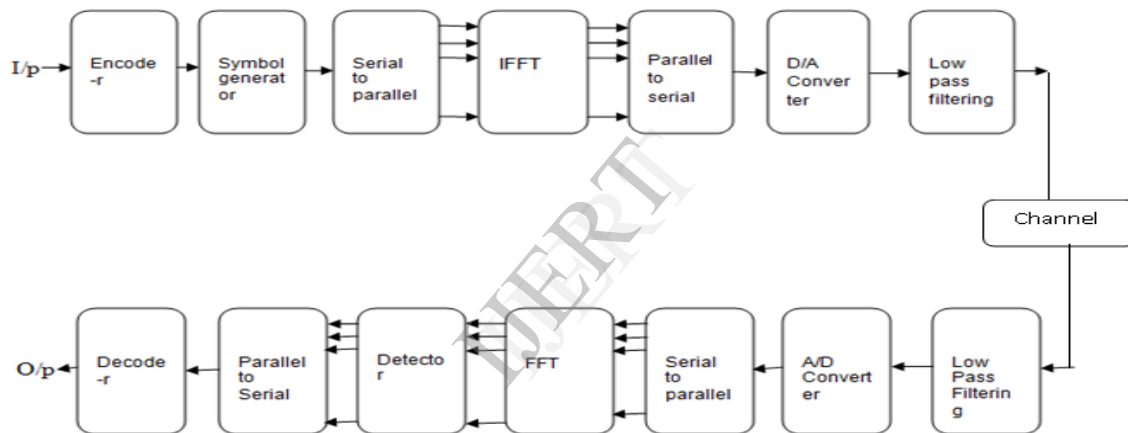 I/p
Encode
-r
Symbol
generat
or
Serial
to
parallel
IFFT
Parallel
to
serial
D/A
Conver
ter
Low
pass
filtering
Channel
O/p
Decode
-r
Parallel
to
Serial
Detecto
r
FFT
Serial
to
parallel
A/D
Convert
er
Low
Pass
Filterin
g
IJERT